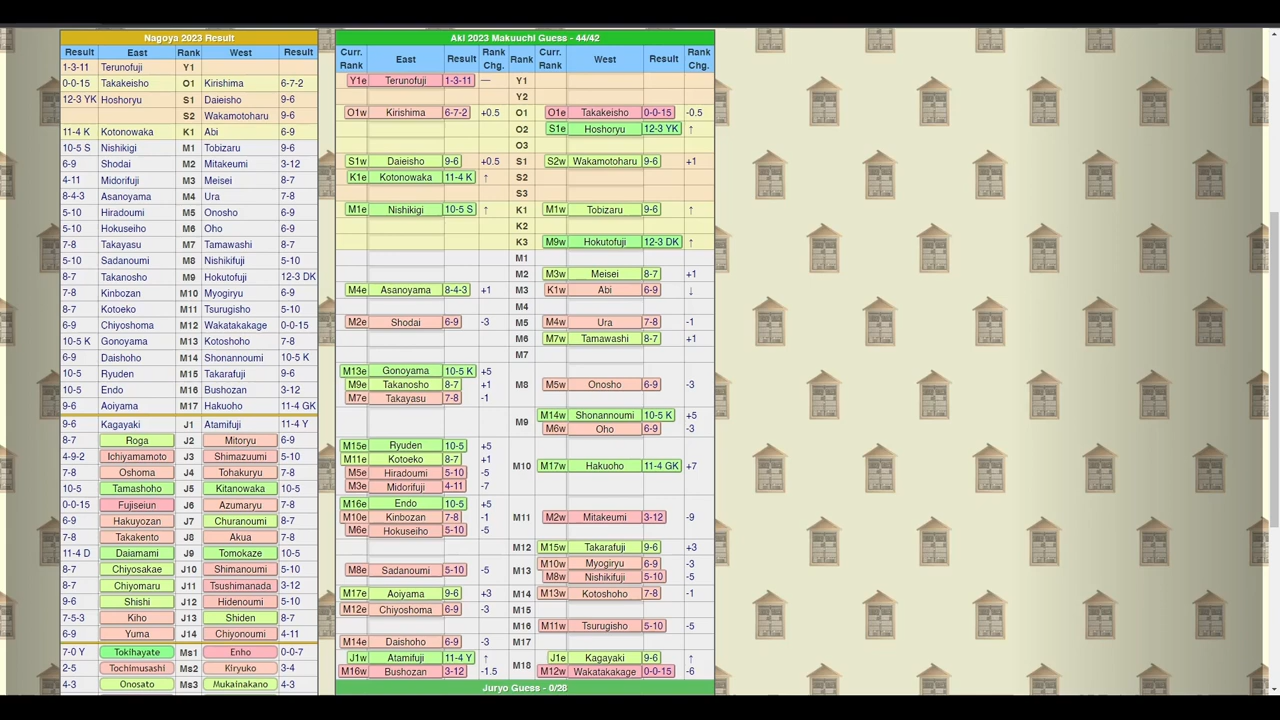 Nagoya 2023 Result
Result East Rank West Result
1-3-11 Terunofuji Y1
0-0-15 Takakeisho O1 Kirishima 6-7-2
12-3 YK Hoshoryu S1 Daieisho 9-6
S2 Wakamotoharu 9-6
11-4 K Kotonowaka K1 Abi 6-9
10-5 S Nishikigi M1 Tobizaru 9-6
6-9 Shodai M2 Mitakeumi 3-12
4-11 Midorifuji M3 Meisei 8-7
8-4-3 Asanoyama M4 Ura 7-8
5-10 Hiradoumi M5 Onosho 6-9
5-10 Hokuseiho M6 Oho 6-9
7-8 Takayasu M7 Tamawashi 8-7
5-10 Sadanoumi M8 Nishikifuji 5-10
8-7 Takanosho M9 Hokutofuji 12-3 DK
7-8 Kinbozan M10 Myogiryu 6-9
8-7 Kotoeko M11 Tsurugisho 5-10
6-9 Chiyoshoma M12 Wakatakakage 0-0-15
10-5 K Gonoyama M13 Kotoshoho 7-8
6-9 Daishoho M14 Shonannoumi 10-5 K
10-5 Ryuden M15 Takarafuji 9-6
10-5 Endo M16 Bushozan 3-12
9-6 Aoiyama M17 Hakuoho 11-4 GK
9-6 Kagayaki J1 Atamifuji 11-4 Y
8-7 Roga J2 Mitoryu 6-9
4-9-2 Ichiyamamoto J3 Shimazuumi 5-10
7-8 Oshoma J4 Tohakuryu 7-8
10-5 Tamashoho J5 Kitanowaka 10-5
0-0-15 Fujiseiun J6 Azumaryu 7-8
6-9 Hakuyozan J7 Churanoumi 8-7
7-8 Takakento J8 Akua 7-8
11-4 D Daiamami J9 Tomokaze 10-5
8-7 Chiyosakae J10 Shimanoumi 5-10
8-7 Chiyomaru J11 Tsushimanada 3-12
9-6 Shishi J12 Hidenoumi 5-10
7-5-3 Kiho J13 Shiden 8-7
6-9 Yuma J14 Chiyonoumi 4-11
7-0 Y Tokihayate Ms1 Enho 0-0-7
2-5 Tochimusashi Ms2 Kiryuko 3-4
4-3 Onosato Ms3 Mukainakano 4-3
Aki 2023 Makuuchi Guess - 44/42
Curr. Rank East Result Rank Chg. Rank Curr. Rank West Result Rank Chg.
Y1e Terunofuji 1-3-11 — Y1
Y2
O1w Kirishima 6-7-2 +0.5 O1 O1e Takakeisho 0-0-15 -0.5
O2 S1e Hoshoryu 12-3 YK ↑
O3
S1w Daieisho 9-6 +0.5 S1 S2w Wakamotoharu 9-6 +1
K1e Kotonowaka 11-4 K ↑ S2
S3
M1e Nishikigi 10-5 S ↑ K1 M1w Tobizaru 9-6 ↑
K2
K3 M9w Hokutofuji 12-3 DK ↑
M1
M2 M3w Meisei 8-7 +1
M4e Asanoyama 8-4-3 +1 M3 K1w Abi 6-9 ↓
M4
M2e Shodai 6-9 -3 M5 M4w Ura 7-8 -1
M6 M7w Tamawashi 8-7 +1
M7
M13e Gonoyama 10-5 K +5
M9e Takanosho 8-7 +1 M8 M5w Onosho 6-9 -3
M7e Takayasu 7-8 -1
M14w Shonannoumi 10-5 K +5
M9
M6w Oho 6-9 -3
M15e Ryuden 10-5 +5
M11e Kotoeko 8-7 +1
M10 M17w Hakuoho 11-4 GK +7
M5e Hiradoumi 5-10 -5
M3e Midorifuji 4-11 -7
M16e Endo 10-5 +5
M10e Kinbozan 7-8 -1 M11 M2w Mitakeumi 3-12 -9
M6e Hokuseiho 5-10 -5
M12 M15w Takarafuji 9-6 +3
M10w Myogiryu 6-9 -3
M8e Sadanoumi 5-10 -5 M13
M8w Nishikifuji 5-10 -5
M17e Aoiyama 9-6 +3 M14 M13w Kotoshoho 7-8 -1
M12e Chiyoshoma 6-9 -3 M15
M16 M11w Tsurugisho 5-10 -5
M14e Daishoho 6-9 -3 M17
J1w Atamifuji 11-4 Y ↑ M18 J1e Kagayaki 9-6 ↑
M16w Bushozan 3-12 -1.5 M12w Wakatakakage 0-0-15 -6
Juryo Guess - 0/28